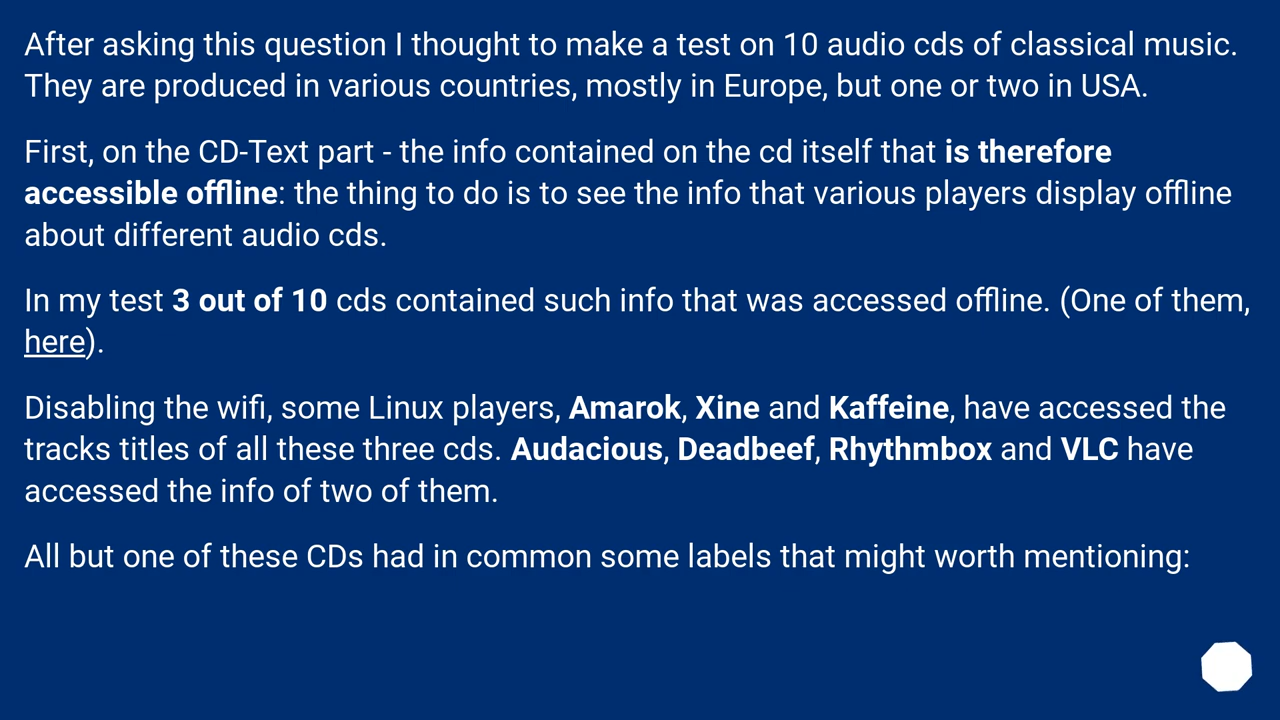 After asking this question I thought to make a test on 10 audio cds of classical music.
They are produced in various countries, mostly in Europe, but one or two in USA.
First, on the CD-Text part - the info contained on the cd itself that is therefore
accessible offline: the thing to do is to see the info that various players display offline
about different audio cds.
In my test 3 out of 10 cds contained such info that was accessed offline. (One of them,
here).
Disabling the wifi, some Linux players, Amarok, Xine and Kaffeine, have accessed the
tracks titles of all these three cds. Audacious, Deadbeef, Rhythmbox and VLC have
accessed the info of two of them.
All but one of these CDs had in common some labels that might worth mentioning: